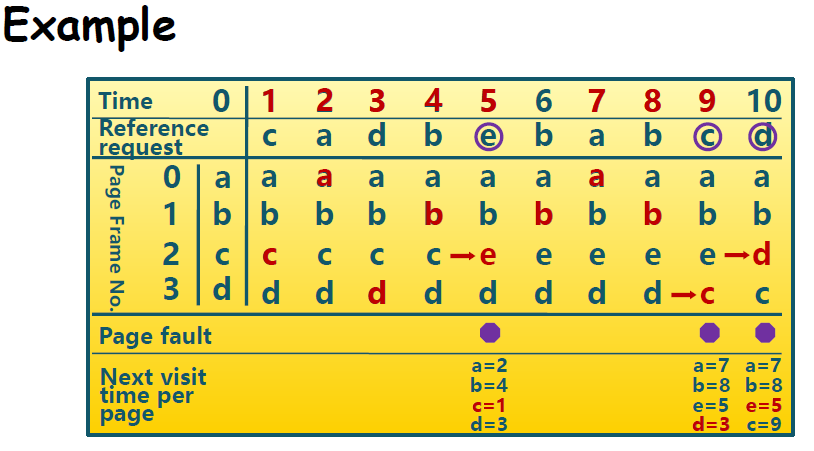 Example
Time 0 1 2 3 4 5 6 7 8 9 10
Reference
request c a d b e b a b c d
Page Frame No.
0 a a a a a a a a a a a
1 b b b b b b b b b b b
2 c c c c c →e e e e e →d
3 d d d d d d d d d →c c
Page fault
Next visit
time per
page
a=2 a=7 a=7
b=4 b=8 b=8
c=1 e=5 e=5
d=3 d=3 c=9